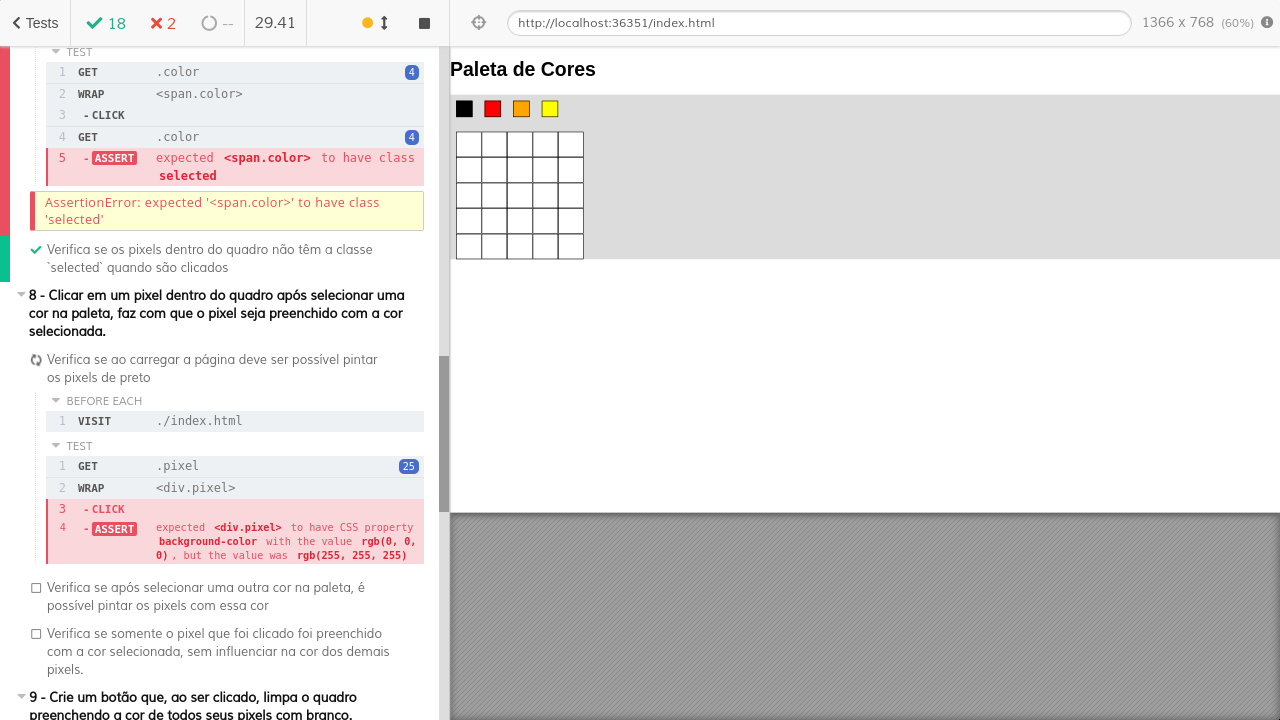 Tests
18
2
--
29.41
http://localhost:36351/index.html
1366 x 768 (60%)
TEST
1 GET .color 4
2 WRAP <span.color>
3 - CLICK
4 GET .color 4
5 - ASSERT expected <span.color> to have class
selected
AssertionError: expected '<span.color>' to have class
'selected'
Verifica se os pixels dentro do quadro não têm a classe
`selected` quando são clicados
8 - Clicar em um pixel dentro do quadro após selecionar uma
cor na paleta, faz com que o pixel seja preenchido com a cor
selecionada.
Verifica se ao carregar a página deve ser possível pintar
os pixels de preto
BEFORE EACH
1 VISIT ./index.html
TEST
1 GET .pixel 25
2 WRAP <div.pixel>
3 - CLICK
4 - ASSERT expected <div.pixel> to have CSS property
background-color with the value rgb(0, 0,
0) , but the value was rgb(255, 255, 255)
Verifica se após selecionar uma outra cor na paleta, é
possível pintar os pixels com essa cor
Verifica se somente o pixel que foi clicado foi preenchido
com a cor selecionada, sem influenciar na cor dos demais
pixels.
9 - Crie um botão que, ao ser clicado, limpa o quadro
preenchendo a cor de todos seus pixels com branco.
Paleta de Cores